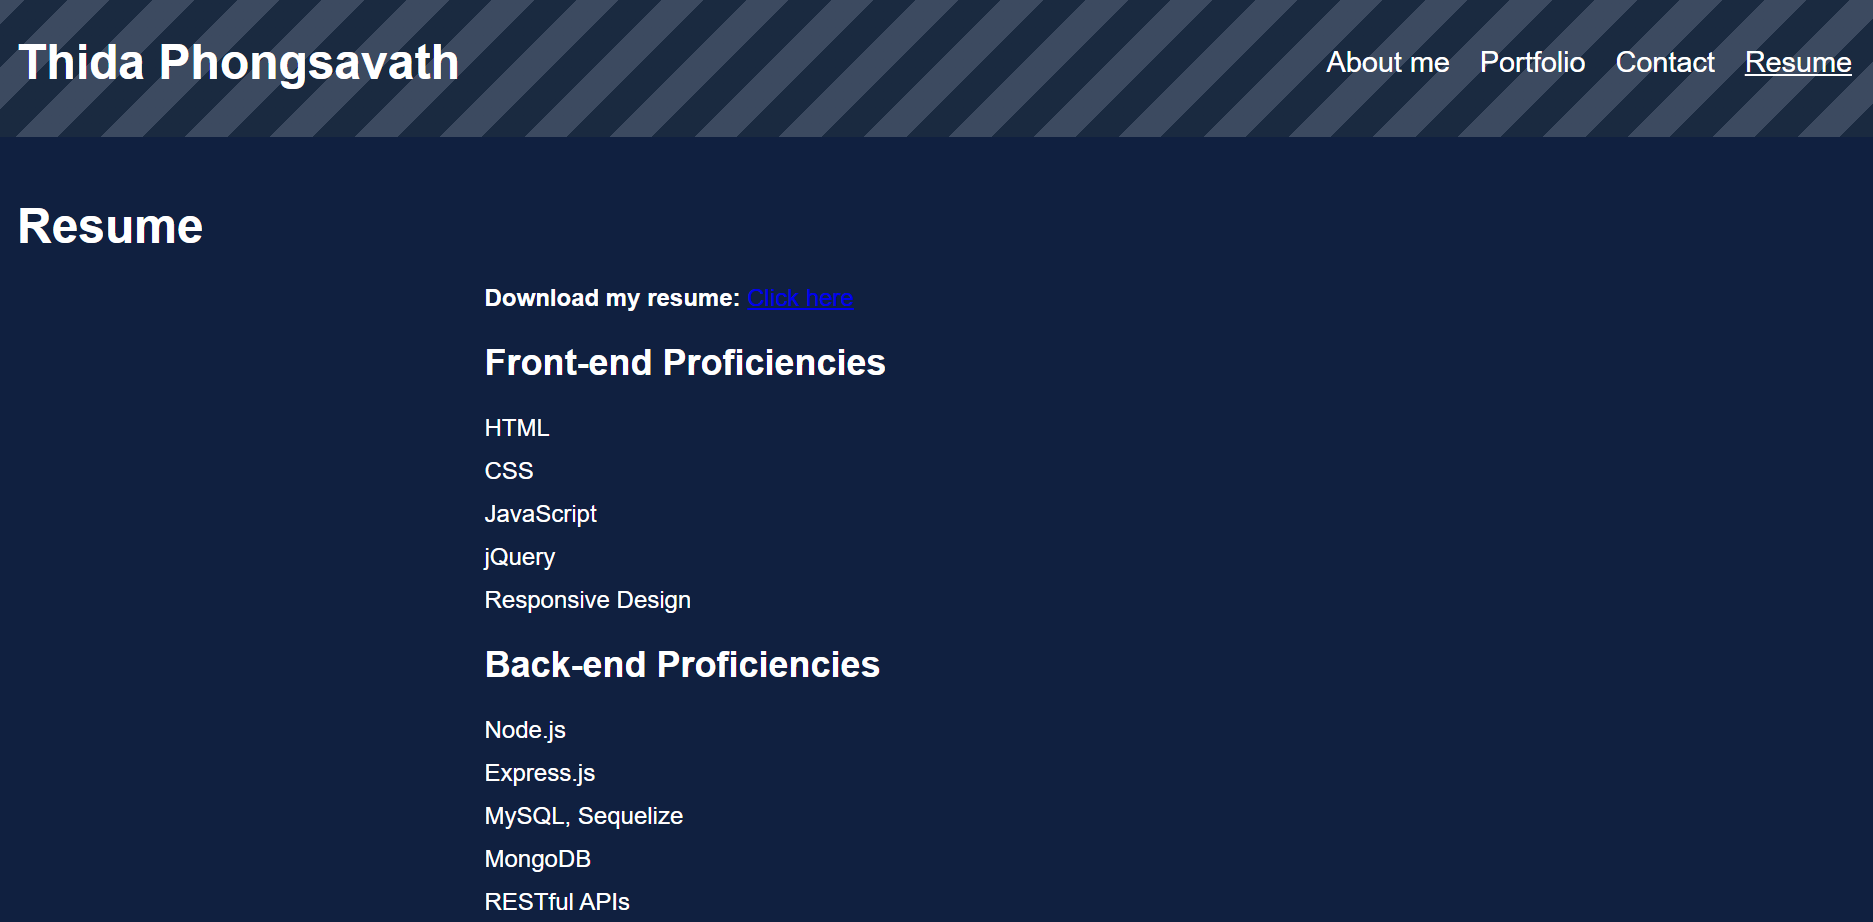 Thida Phongsavath
About me Portfolio Contact Resume
Resume
Download my resume: Click here
Front-end Proficiencies
HTML
CSS
JavaScript
jQuery
Responsive Design
Back-end Proficiencies
Node.js
Express.js
MySQL, Sequelize
MongoDB
RESTful APIs